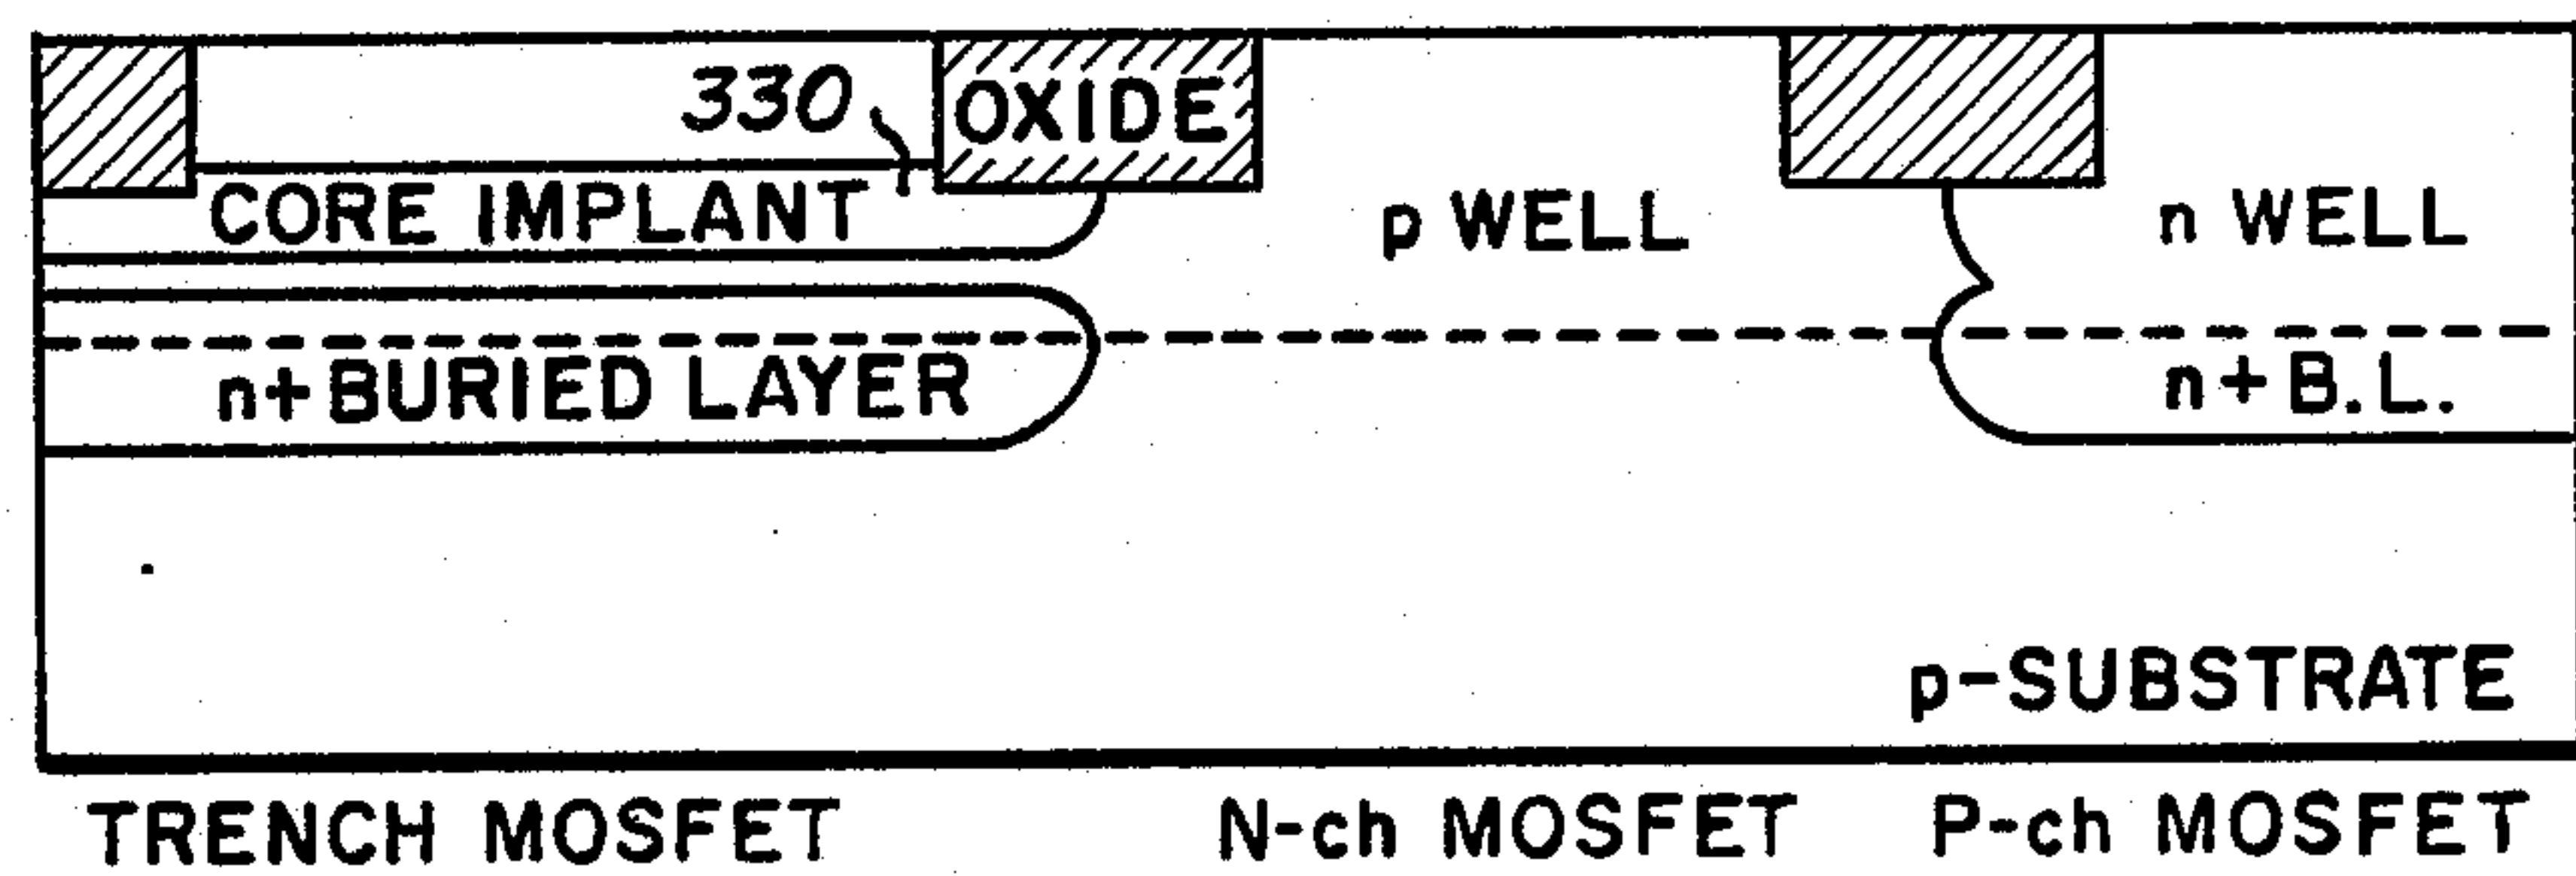 330
OXIDE
CORE IMPLANT
p WELL
n WELL
n+ BURIED LAYER
n+ B.L.
p-SUBSTRATE
TRENCH MOSFET
N-ch MOSFET
P-ch MOSFET